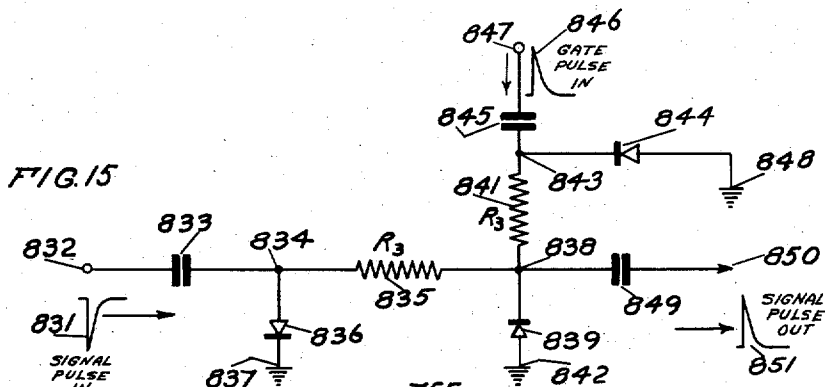 FIG. 15
847
846
GATE
PULSE
IN
845
844
843
848
841
R3
832
833
834
R3
835
838
849
850
831
SIGNAL
PULSE
IN
836
837
839
842
SIGNAL
PULSE
OUT
851